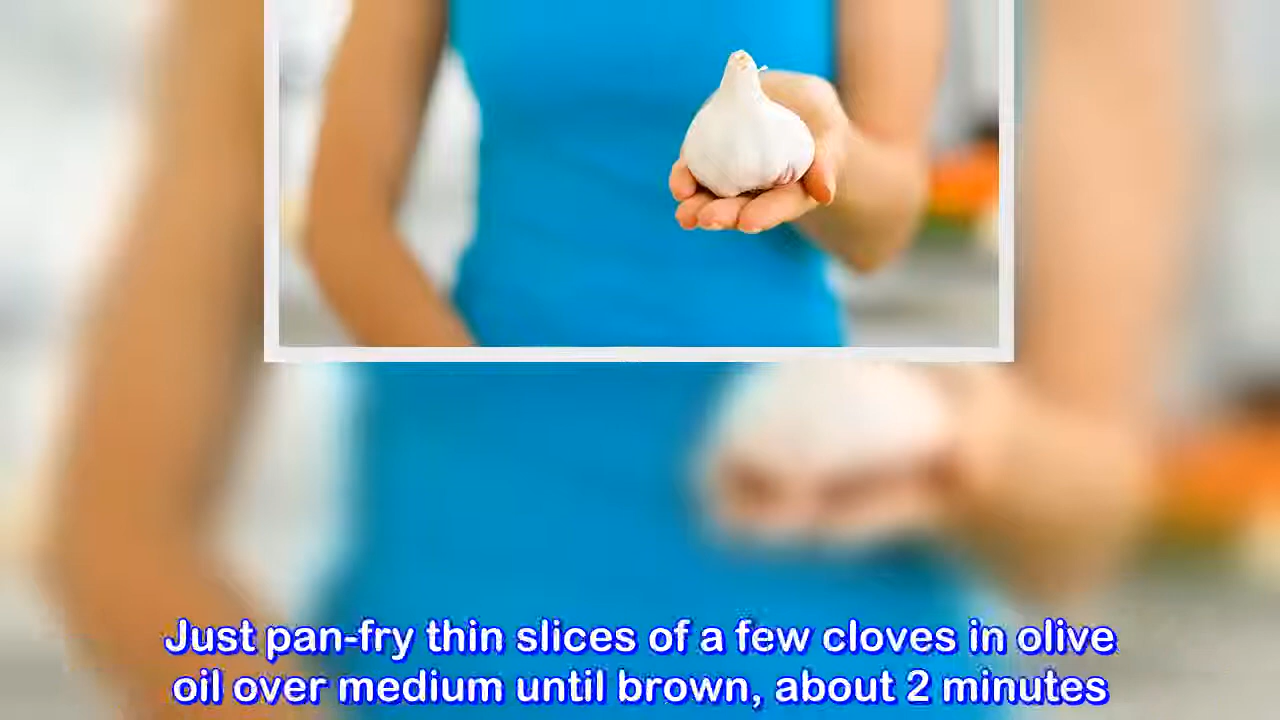 Just pan-fry thin slices of a few cloves in olive
oil over medium until brown, about 2 minutes